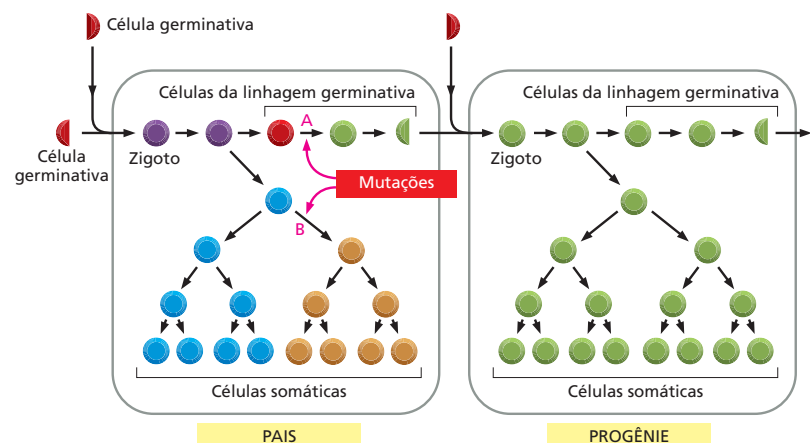 Célula germinativa
Células da linhagem germinativa
A
Célula
germinativa
Zigoto
Mutações
B
Células somáticas
PAIS
Células da linhagem germinativa
Zigoto
Células somáticas
PROGÊNIE